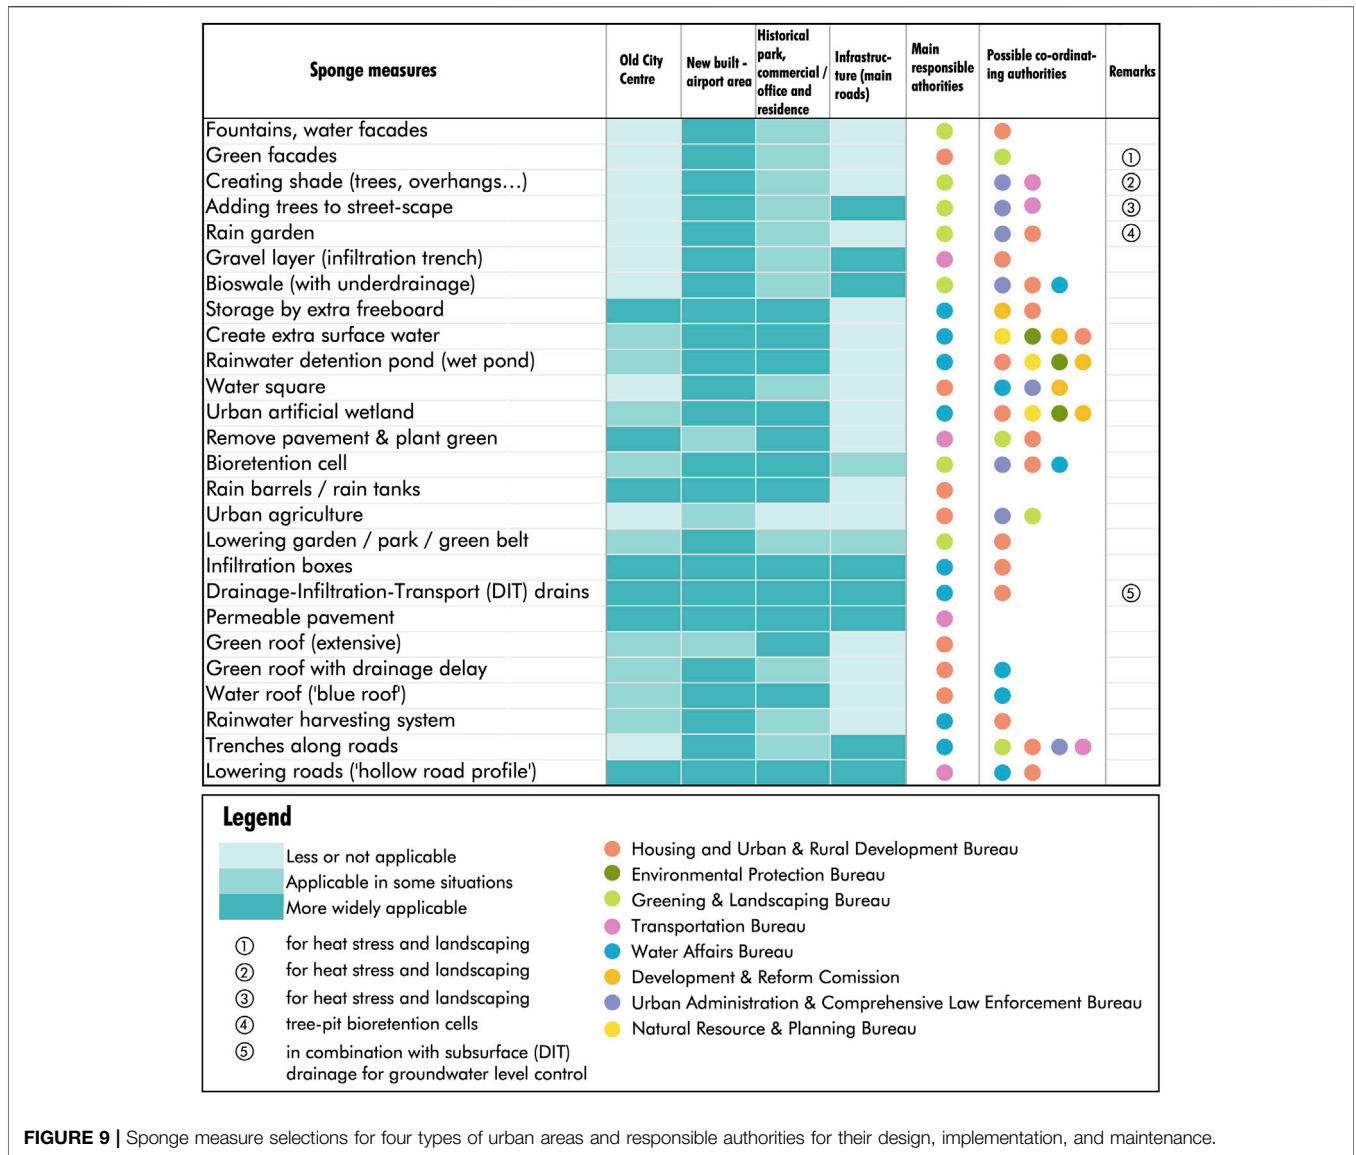 Sponge measures
Old City
Centre
New built -
airport area
Historical
park,
commercial /
office and
residence
Infrastruc-
ture (main
roads)
Main
responsible
athorities
Possible co-ordinat-
ing authorities
Remarks
Fountains, water facades
Green facades ①
Creating shade (trees, overhangs...) ②
Adding trees to street-scape ③
Rain garden ④
Gravel layer (infiltration trench)
Bioswale (with underdrainage)
Storage by extra freeboard
Create extra surface water
Rainwater detention pond (wet pond)
Water square
Urban artificial wetland
Remove pavement & plant green
Bioretention cell
Rain barrels / rain tanks
Urban agriculture
Lowering garden / park / green belt
Infiltration boxes
Drainage-Infiltration-Transport (DIT) drains ⑤
Permeable pavement
Green roof (extensive)
Green roof with drainage delay
Water roof ('blue roof')
Rainwater harvesting system
Trenches along roads
Lowering roads ('hollow road profile')
Legend
Less or not applicable
Applicable in some situations
More widely applicable
① for heat stress and landscaping
② for heat stress and landscaping
③ for heat stress and landscaping
④ tree-pit bioretention cells
⑤ in combination with subsurface (DIT)
drainage for groundwater level control
Housing and Urban & Rural Development Bureau
Environmental Protection Bureau
Greening & Landscaping Bureau
Transportation Bureau
Water Affairs Bureau
Development & Reform Comission
Urban Administration & Comprehensive Law Enforcement Bureau
Natural Resource & Planning Bureau
FIGURE 9 | Sponge measure selections for four types of urban areas and responsible authorities for their design, implementation, and maintenance.